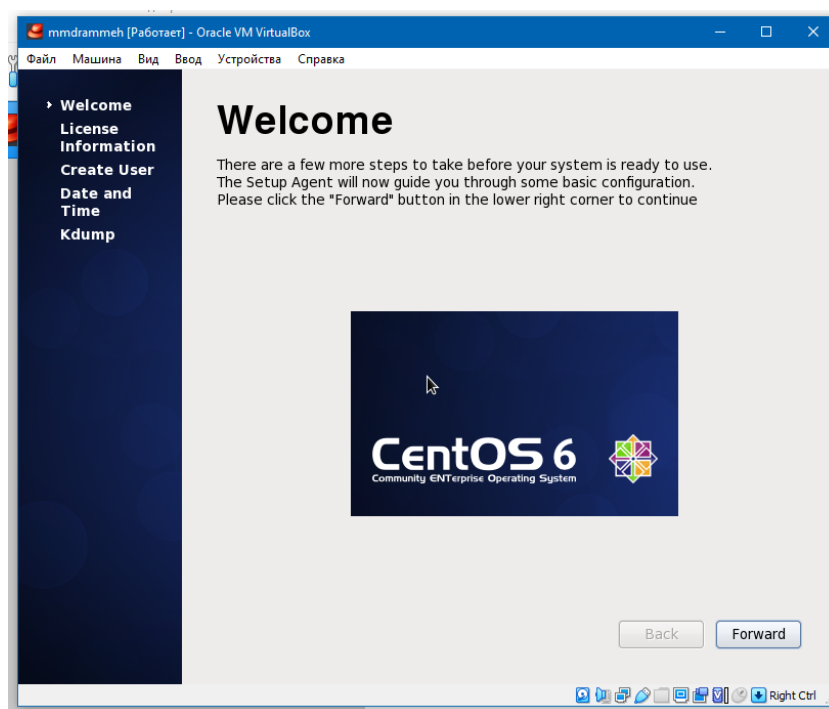 mmdrammeh [Работает] - Oracle VM VirtualBox
Файл Машина Вид Ввод Устройства Справка
Welcome
License
Information
Create User
Date and
Time
Kdump
Welcome
There are a few more steps to take before your system is ready to use.
The Setup Agent will now guide you through some basic configuration.
Please click the "Forward" button in the lower right corner to continue
CentOS 6
Community ENTerprise Operating System
Back Forward
Right Ctrl